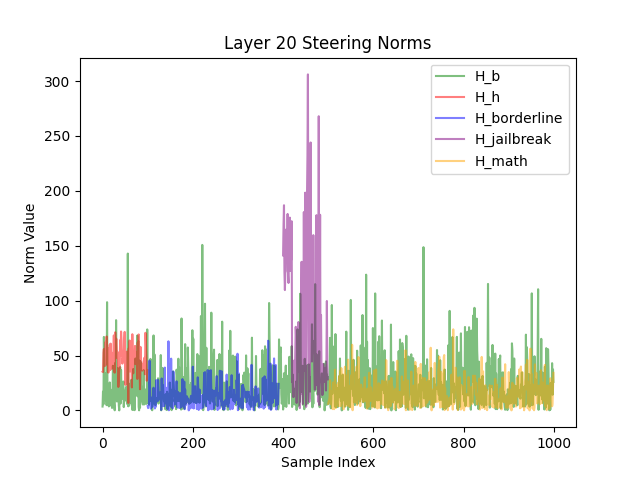 Layer 20 Steering Norms
H_b
H_h
H_borderline
H_jailbreak
H_math
Norm Value
300
250
200
150
100
50
0
0 200 400 600 800 1000
Sample Index